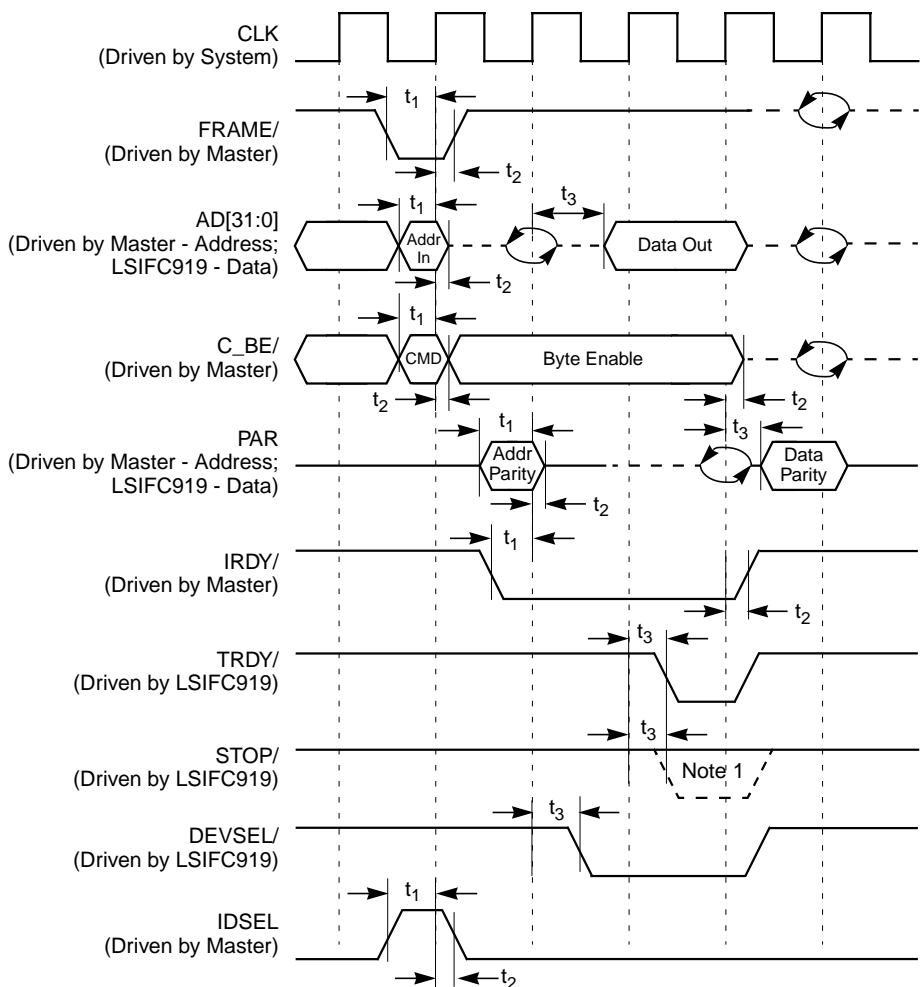 CLK
(Driven by System)
t1
FRAME/
(Driven by Master)
t2
t1
t3
AD[31:0]
(Driven by Master - Address;
LSIFC919 - Data)
Addr
In
Data Out
t2
t1
C_BE/
(Driven by Master)
CMD
Byte Enable
t2
t2
t1
t3
PAR
(Driven by Master - Address;
LSIFC919 - Data)
Addr
Parity
Data
Parity
t2
t1
IRDY/
(Driven by Master)
t2
t3
TRDY/
(Driven by LSIFC919)
t3
STOP/
(Driven by LSIFC919)
Note 1
t3
DEVSEL/
(Driven by LSIFC919)
t1
IDSEL
(Driven by Master)
t2